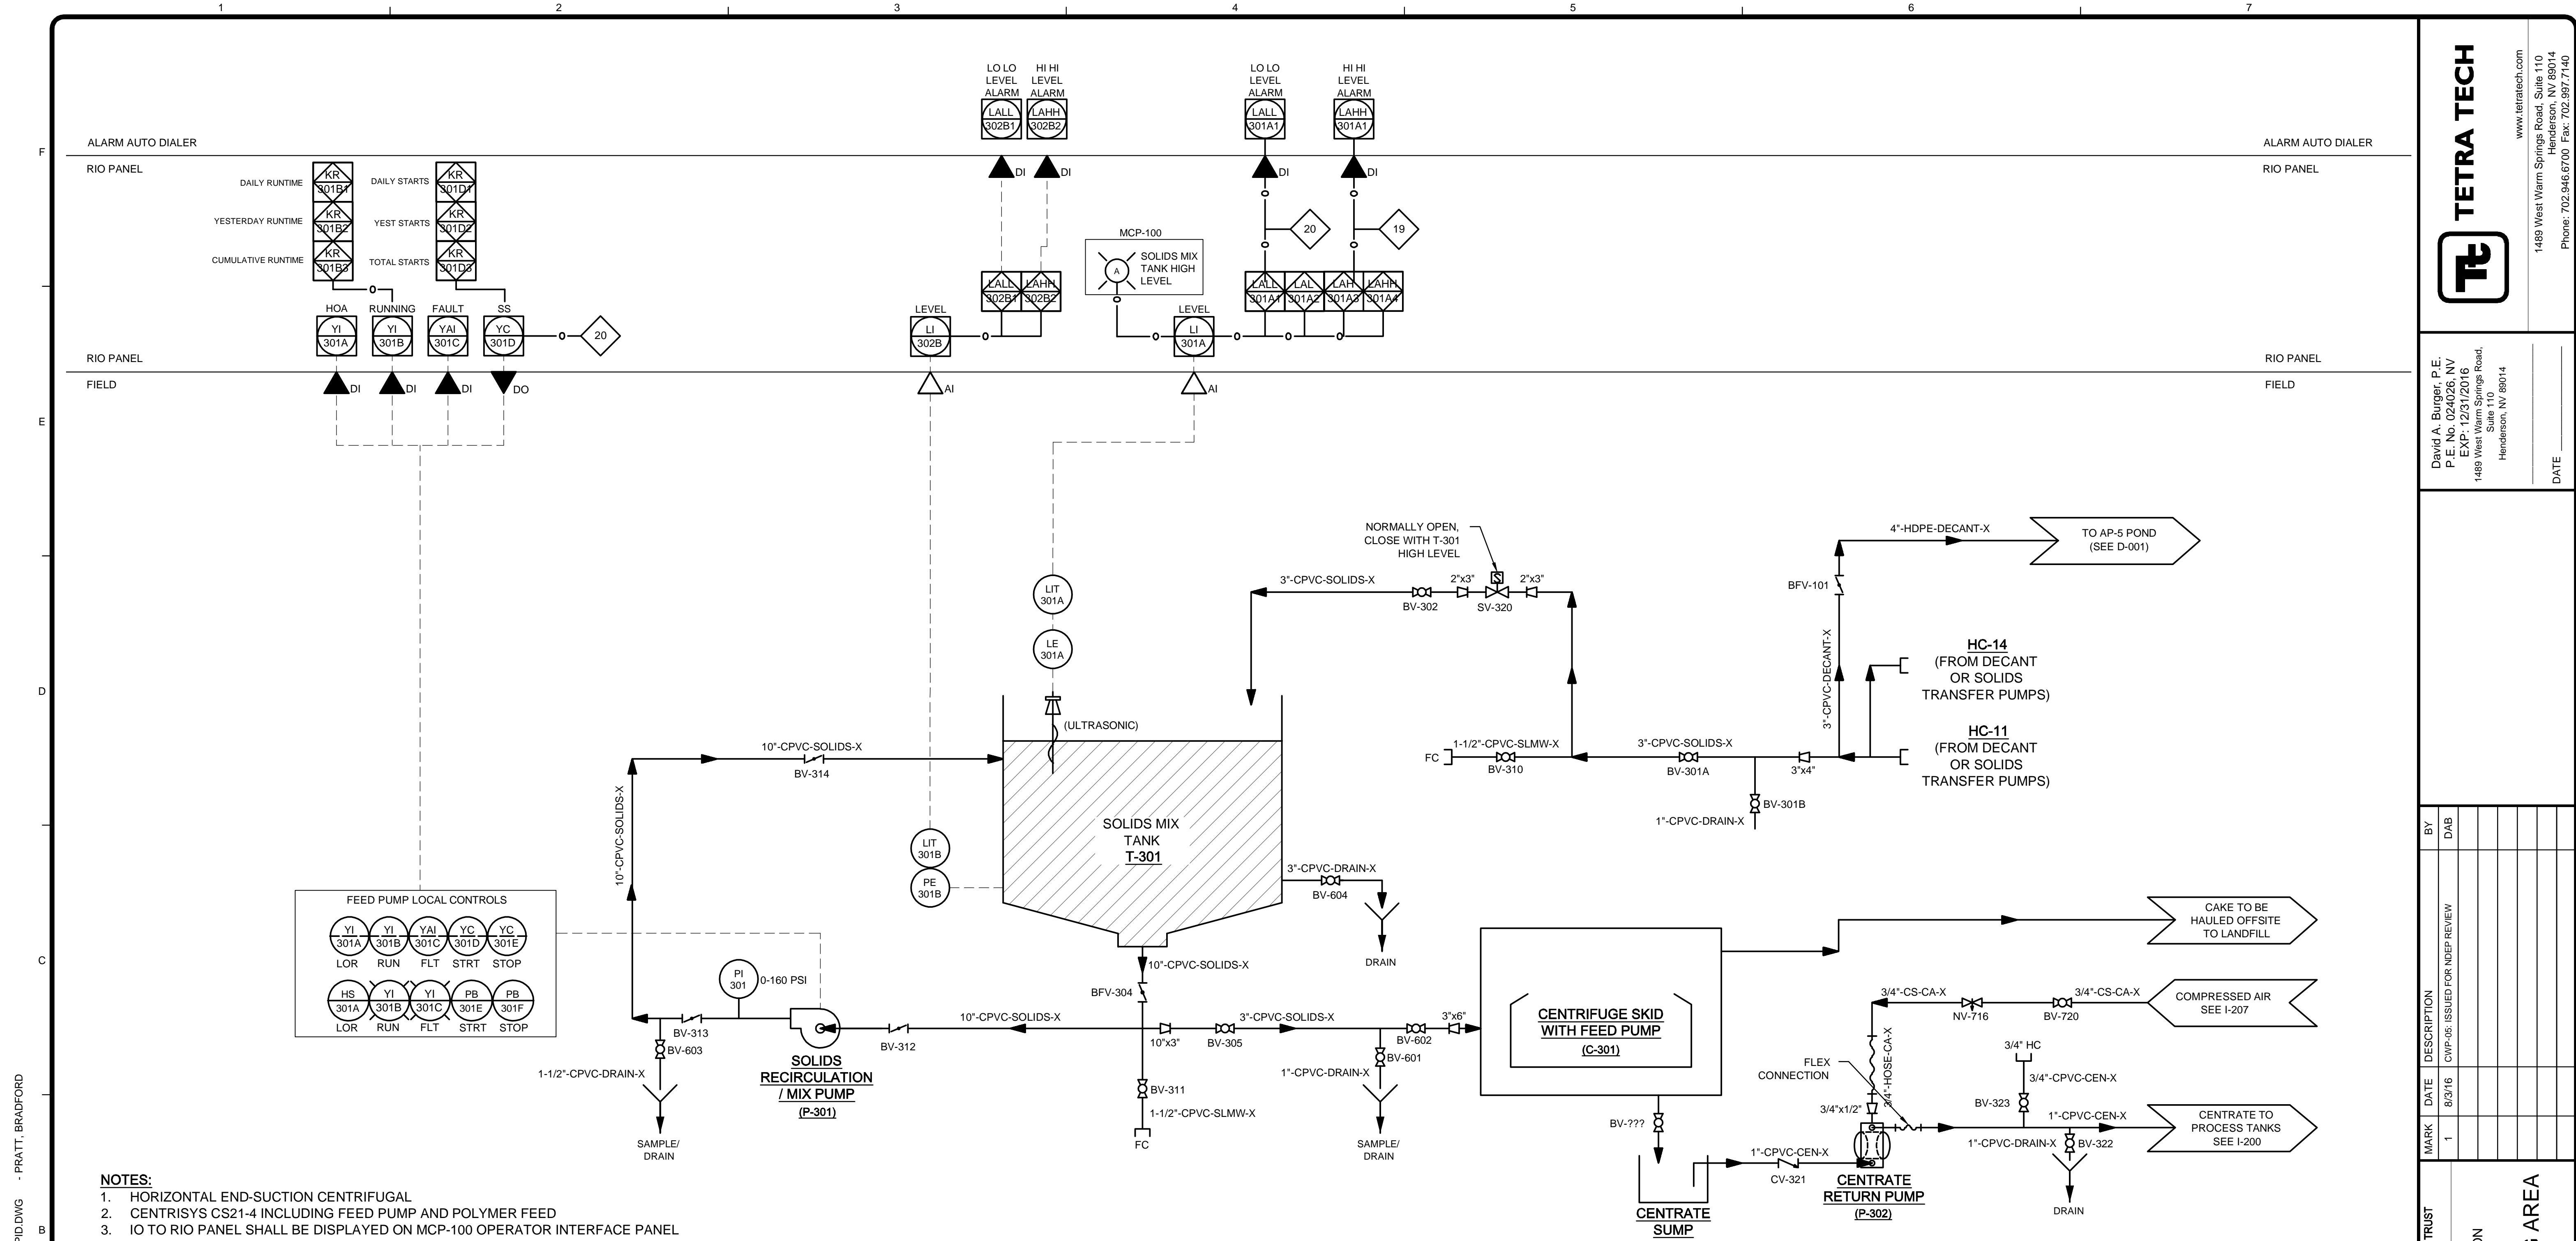 1
2
3
4
5
6
7
F
E
D
C
B
ALARM AUTO DIALER
ALARM AUTO DIALER
RIO PANEL
RIO PANEL
RIO PANEL
RIO PANEL
FIELD
FIELD
LO LO
LEVEL
ALARM
LALL
302B1
HI HI
LEVEL
ALARM
LAHH
302B2
LO LO
LEVEL
ALARM
LALL
301A1
HI HI
LEVEL
ALARM
LAHH
301A1
DI
DI
DI
DI
DAILY RUNTIME
KR
301B1
YESTERDAY RUNTIME
KR
301B2
CUMULATIVE RUNTIME
KR
301B3
DAILY STARTS
KR
301D1
YEST STARTS
KR
301D2
TOTAL STARTS
KR
301D3
HOA
YI
301A
RUNNING
YI
301B
FAULT
YAI
301C
SS
YC
301D
20
DI
DI
DI
DO
LALL
302B1
LAHH
302B2
LEVEL
LI
302B
AI
MCP-100
A
SOLIDS MIX
TANK HIGH
LEVEL
LEVEL
LI
301A
AI
20
19
LALL
301A1
LAL
301A2
LAH
301A3
LAHH
301A4
LIT
301A
LE
301A
(ULTRASONIC)
NORMALLY OPEN,
CLOSE WITH T-301
HIGH LEVEL
S
3"-CPVC-SOLIDS-X
BV-302
2"x3"
SV-320
2"x3"
4"-HDPE-DECANT-X
TO AP-5 POND
(SEE D-001)
BFV-101
3"-CPVC-DECANT-X
HC-14
(FROM DECANT
OR SOLIDS
TRANSFER PUMPS)
HC-11
(FROM DECANT
OR SOLIDS
TRANSFER PUMPS)
FC
1-1/2"-CPVC-SLMW-X
BV-310
3"-CPVC-SOLIDS-X
BV-301A
3"x4"
BV-301B
1"-CPVC-DRAIN-X
10"-CPVC-SOLIDS-X
BV-314
10"-CPVC-SOLIDS-X
SOLIDS MIX
TANK
T-301
LIT
301B
PE
301B
3"-CPVC-DRAIN-X
BV-604
DRAIN
FEED PUMP LOCAL CONTROLS
YI
301A
YI
301B
YAI
301C
YC
301D
YC
301E
LOR
RUN
FLT
STRT
STOP
HS
301A
YI
301B
YI
301C
PB
301E
PB
301F
LOR
RUN
FLT
STRT
STOP
PI
301
0-160 PSI
BV-313
BV-603
1-1/2"-CPVC-DRAIN-X
SAMPLE/
DRAIN
SOLIDS
RECIRCULATION
/ MIX PUMP
(P-301)
BV-312
10"-CPVC-SOLIDS-X
10"-CPVC-SOLIDS-X
BFV-304
10"x3"
3"-CPVC-SOLIDS-X
BV-305
BV-602
3"x6"
BV-601
1"-CPVC-DRAIN-X
SAMPLE/
DRAIN
BV-311
1-1/2"-CPVC-SLMW-X
FC
CENTRIFUGE SKID
WITH FEED PUMP
(C-301)
BV-???
CENTRATE
SUMP
1"-CPVC-CEN-X
CV-321
CAKE TO BE
HAULED OFFSITE
TO LANDFILL
3/4"-CS-CA-X
NV-716
BV-720
3/4"-CS-CA-X
COMPRESSED AIR
SEE I-207
3/4"-HOSE-CA-X
FLEX
CONNECTION
3/4"x1/2"
3/4" HC
3/4"-CPVC-CEN-X
BV-323
1"-CPVC-CEN-X
CENTRATE TO
PROCESS TANKS
SEE I-200
1"-CPVC-DRAIN-X
BV-322
DRAIN
CENTRATE
RETURN PUMP
(P-302)
NOTES:
1. HORIZONTAL END-SUCTION CENTRIFUGAL
2. CENTRISYS CS21-4 INCLUDING FEED PUMP AND POLYMER FEED
3. IO TO RIO PANEL SHALL BE DISPLAYED ON MCP-100 OPERATOR INTERFACE PANEL
PID.DWG - PRATT, BRADFORD
Tt TETRA TECH
www.tetratech.com
1489 West Warm Springs Road, Suite 110
Henderson, NV 89014
Phone: 702.946.6700 Fax: 702.997.7140
David A. Burger, P.E.
P.E. No. 024026, NV
EXP: 12/31/2016
1489 West Warm Springs Road,
Suite 110
Henderson, NV 89014
DATE
MARK DATE DESCRIPTION BY
1 8/3/16 CWP-05: ISSUED FOR NDEP REVIEW DAB
TRUST
AREA